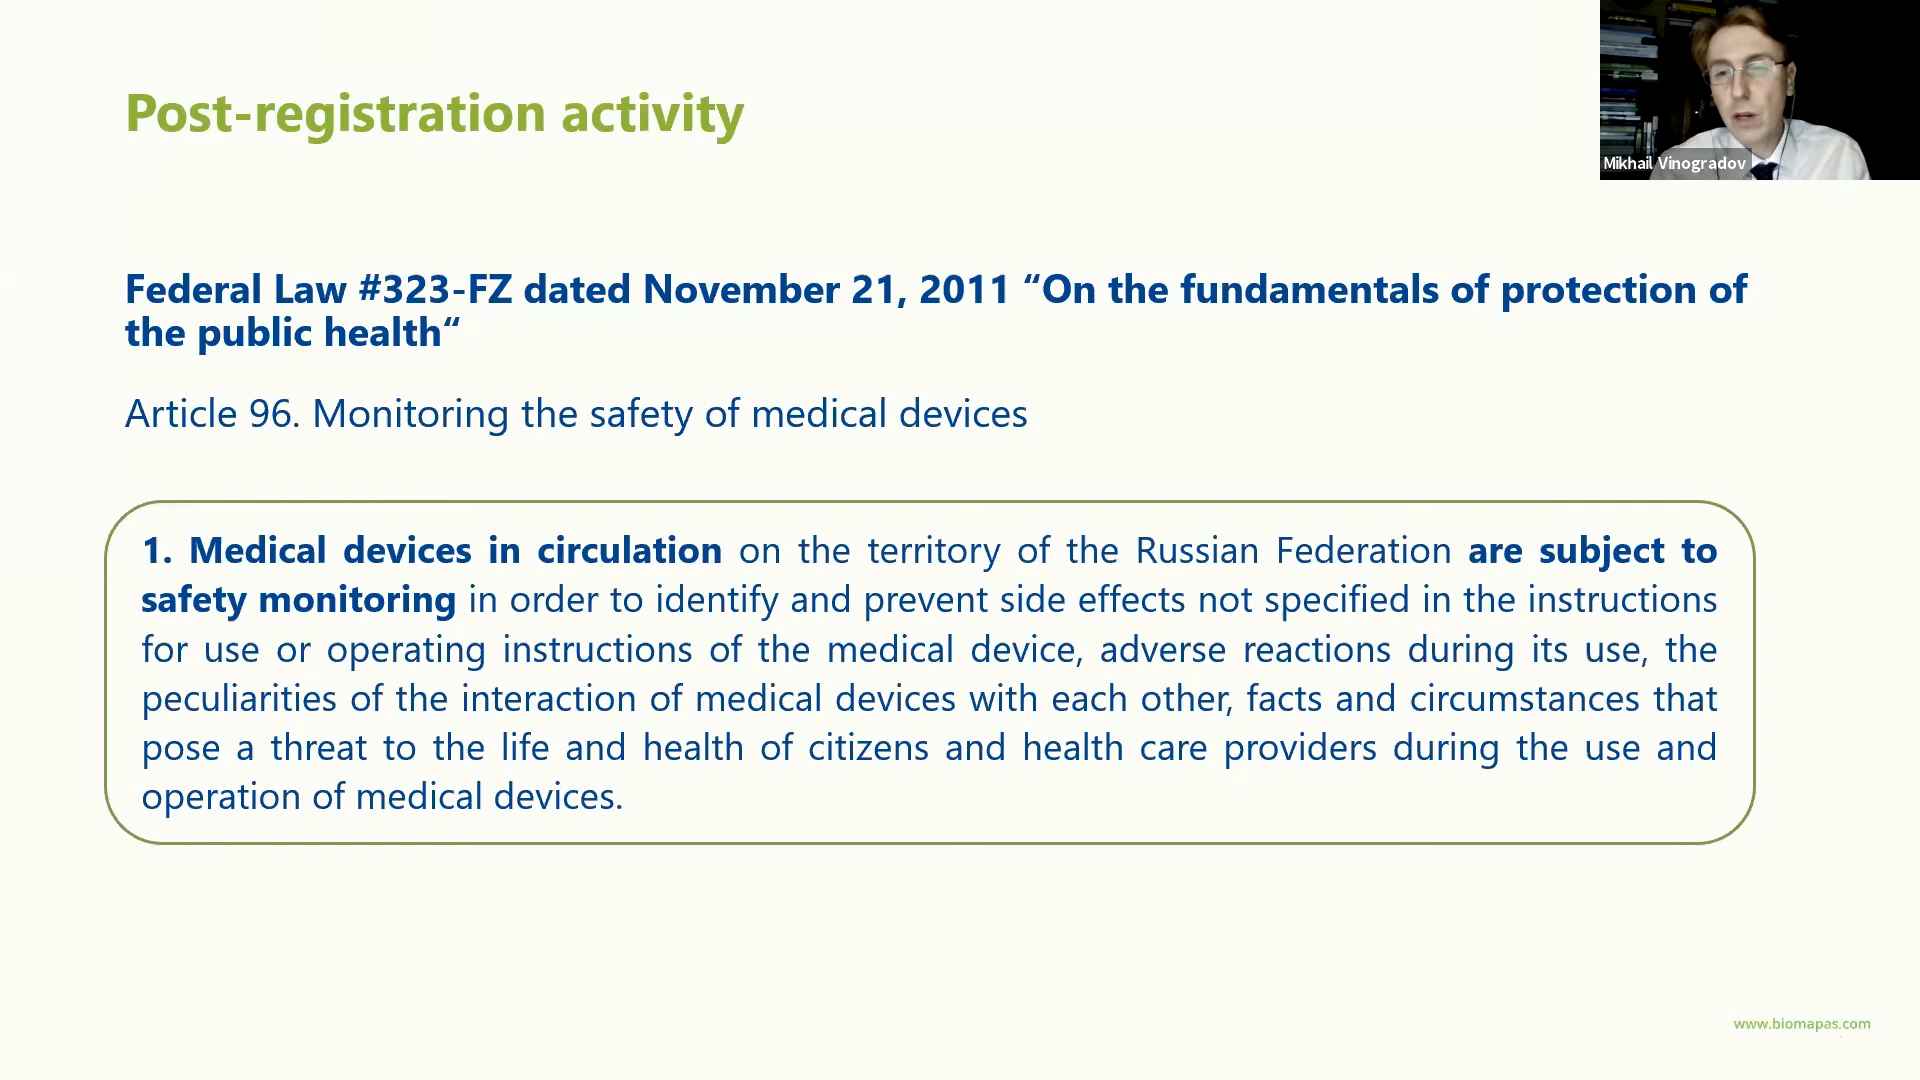 Post-registration activity
Mikhail Vinogradov
Federal Law #323-FZ dated November 21, 2011 “On the fundamentals of protection of
the public health“
Article 96. Monitoring the safety of medical devices
1. Medical devices in circulation on the territory of the Russian Federation are subject to
safety monitoring in order to identify and prevent side effects not specified in the instructions
for use or operating instructions of the medical device, adverse reactions during its use, the
peculiarities of the interaction of medical devices with each other, facts and circumstances that
pose a threat to the life and health of citizens and health care providers during the use and
operation of medical devices.
www.biomapas.com